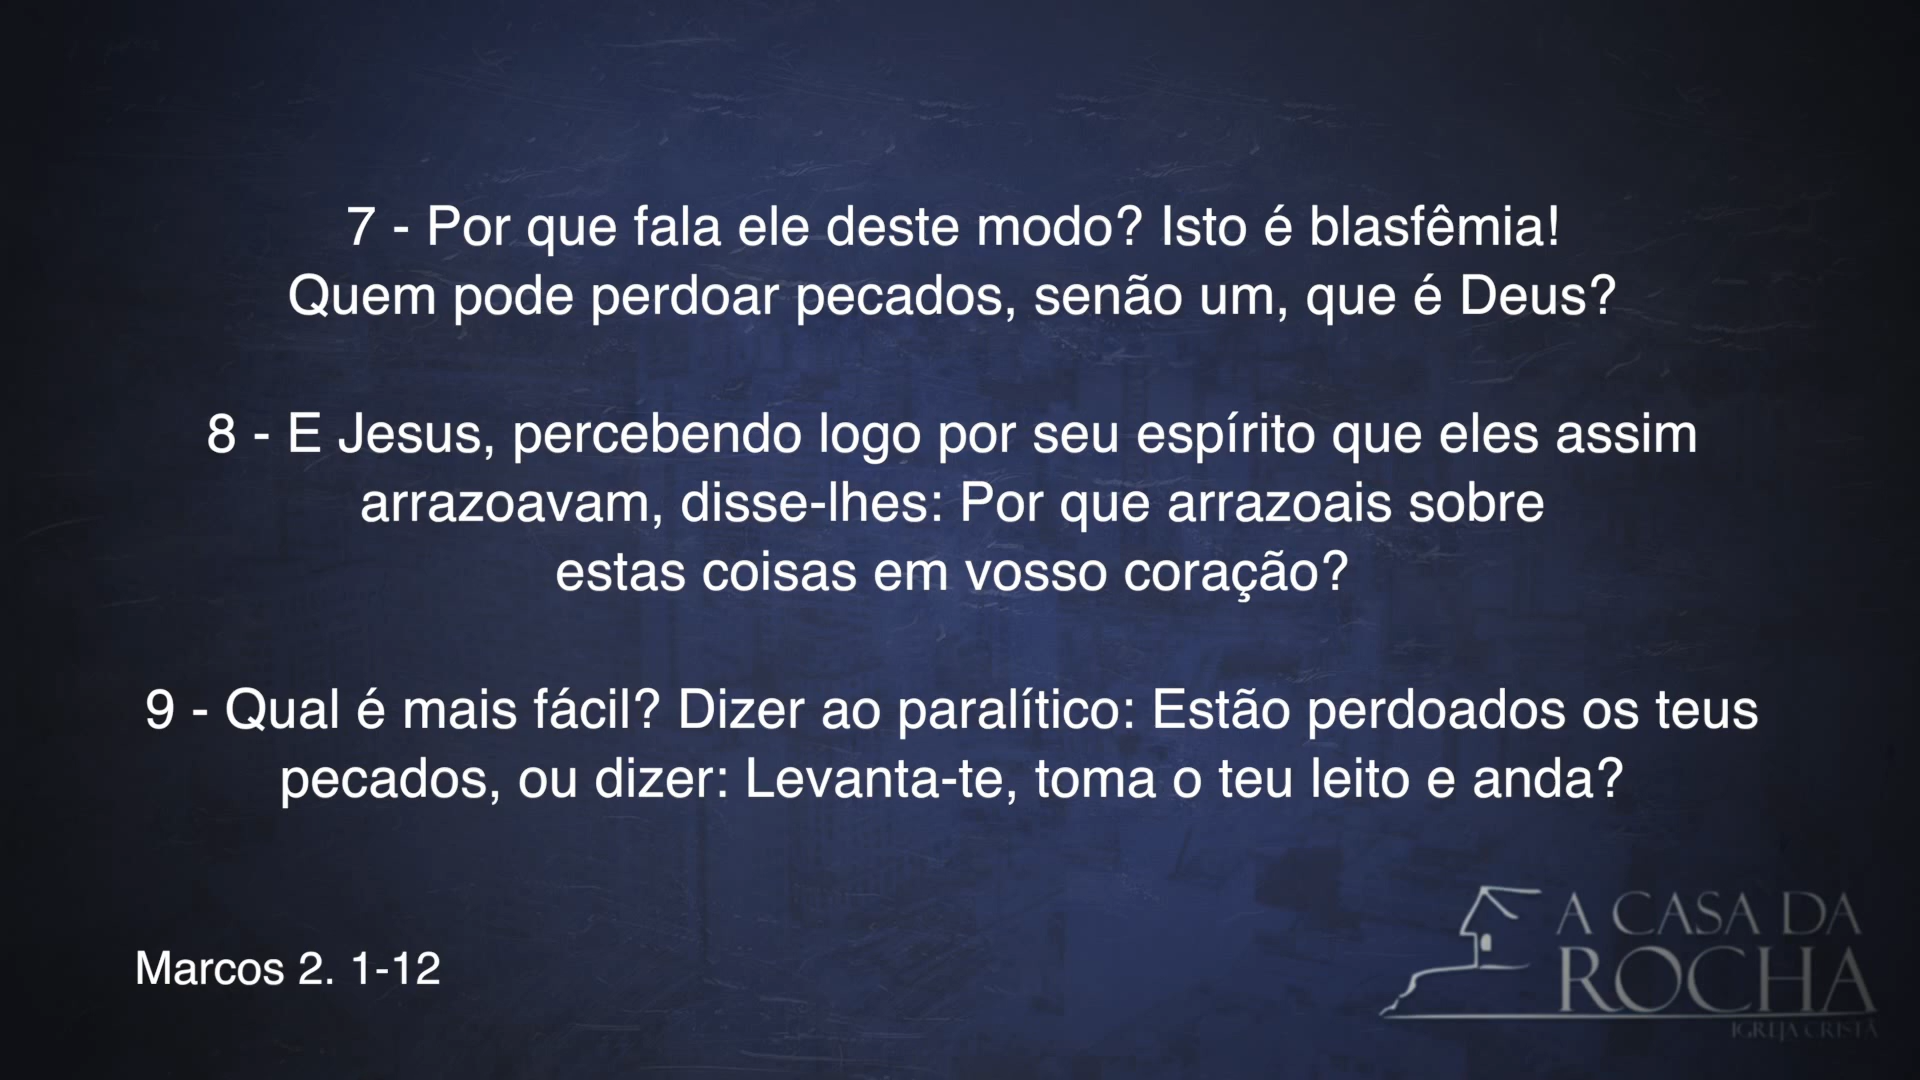 7 - Por que fala ele deste modo? Isto é blasfêmia!
Quem pode perdoar pecados, senão um, que é Deus?
8 - E Jesus, percebendo logo por seu espírito que eles assim
arrazoavam, disse-lhes: Por que arrazoais sobre
estas coisas em vosso coração?
9 - Qual é mais fácil? Dizer ao paralítico: Estão perdoados os teus
pecados, ou dizer: Levanta-te, toma o teu leito e anda?
Marcos 2. 1-12
A CASA DA
ROCHA
IGREJA CRISTÃ